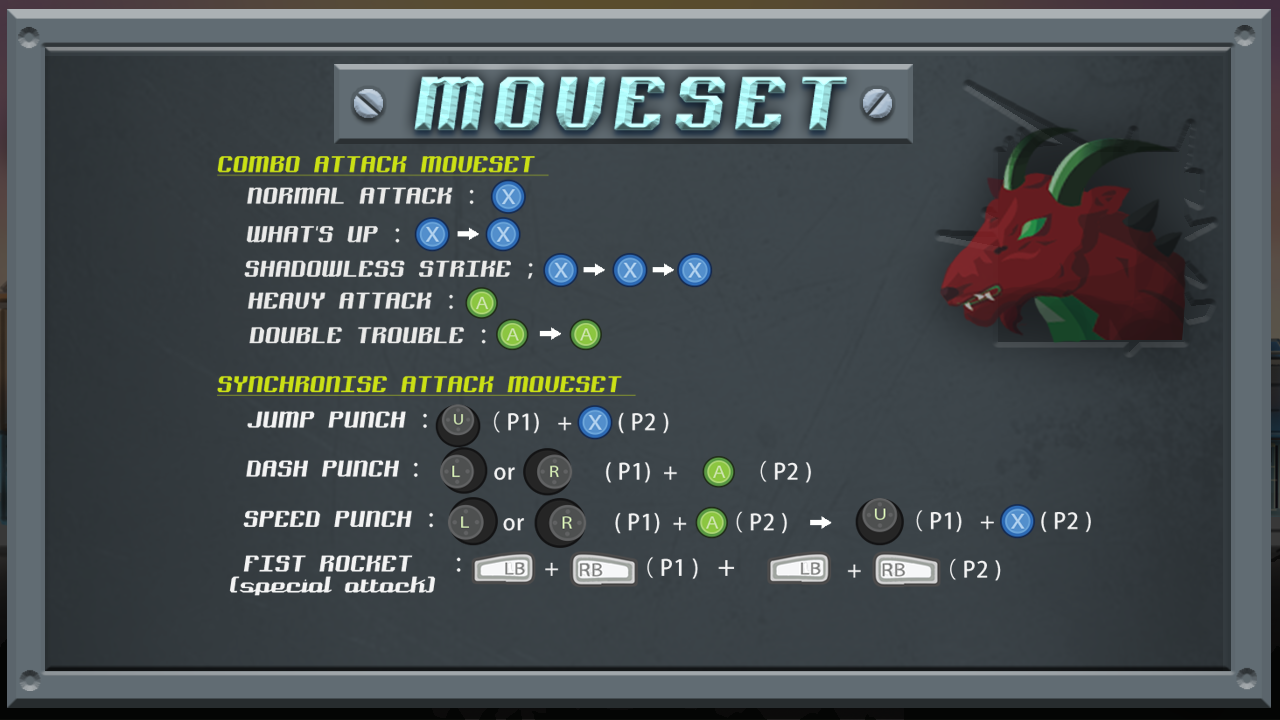 MOVESET
COMBO ATTACK MOVESET
NORMAL ATTACK : X
WHAT'S UP : X → X
SHADOWLESS STRIKE ; X → X → X
HEAVY ATTACK : A
DOUBLE TROUBLE : A → A
SYNCHRONISE ATTACK MOVESET
JUMP PUNCH : U (P1) + X (P2)
DASH PUNCH : L or R (P1) + A (P2)
SPEED PUNCH : L or R (P1) + A (P2) → U (P1) + X (P2)
FIST ROCKET : LB + RB (P1) + LB + RB (P2)
(special attack)